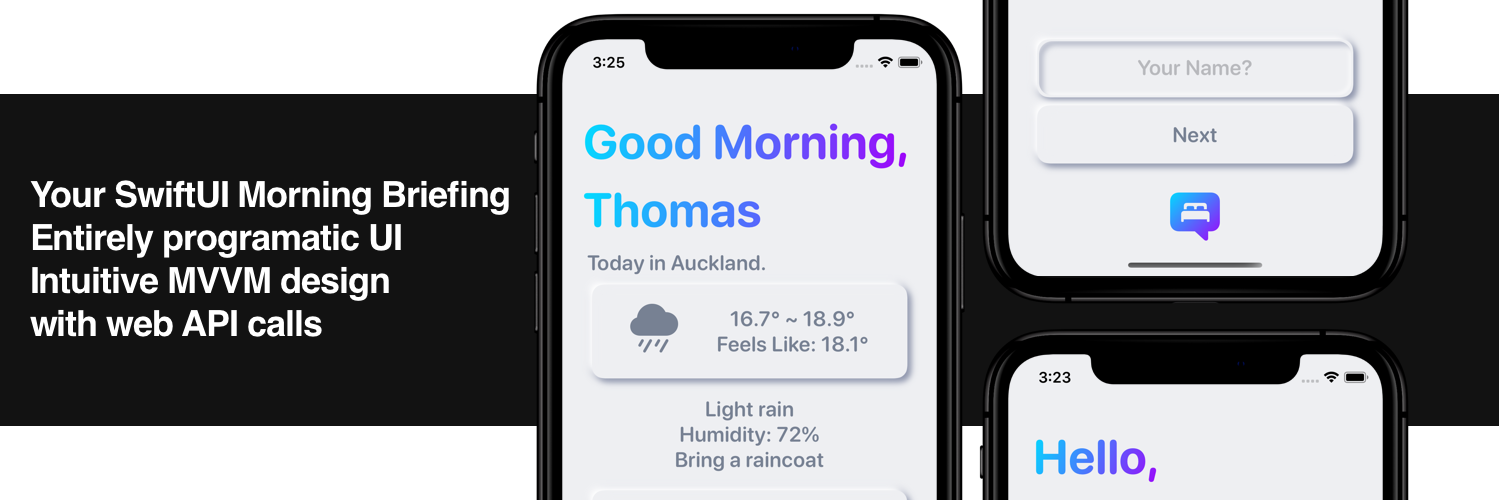 Your SwiftUI Morning Briefing
Entirely programatic UI
Intuitive MVVM design
with web API calls
3:25
Good Morning,
Thomas
Today in Auckland.
16.7° ~ 18.9°
Feels Like: 18.1°
Light rain
Humidity: 72%
Bring a raincoat
Your Name?
Next
3:23
Hello,